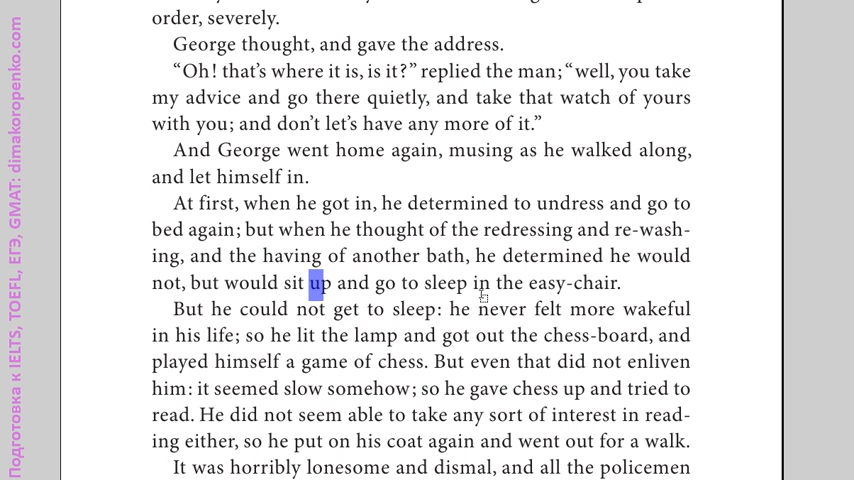 order, severely.
George thought, and gave the address.
“Oh! that’s where it is, is it?” replied the man; “well, you take
my advice and go there quietly, and take that watch of yours
with you; and don’t let’s have any more of it.”
And George went home again, musing as he walked along,
and let himself in.
At first, when he got in, he determined to undress and go to
bed again; but when he thought of the redressing and re-wash-
ing, and the having of another bath, he determined he would
not, but would sit up and go to sleep in the easy-chair.
But he could not get to sleep: he never felt more wakeful
in his life; so he lit the lamp and got out the chess-board, and
played himself a game of chess. But even that did not enliven
him: it seemed slow somehow; so he gave chess up and tried to
read. He did not seem able to take any sort of interest in read-
ing either, so he put on his coat again and went out for a walk.
It was horribly lonesome and dismal, and all the policemen
Подготовка к IELTS, TOEFL, ЕГЭ, GMAT: dimakoropenko.com